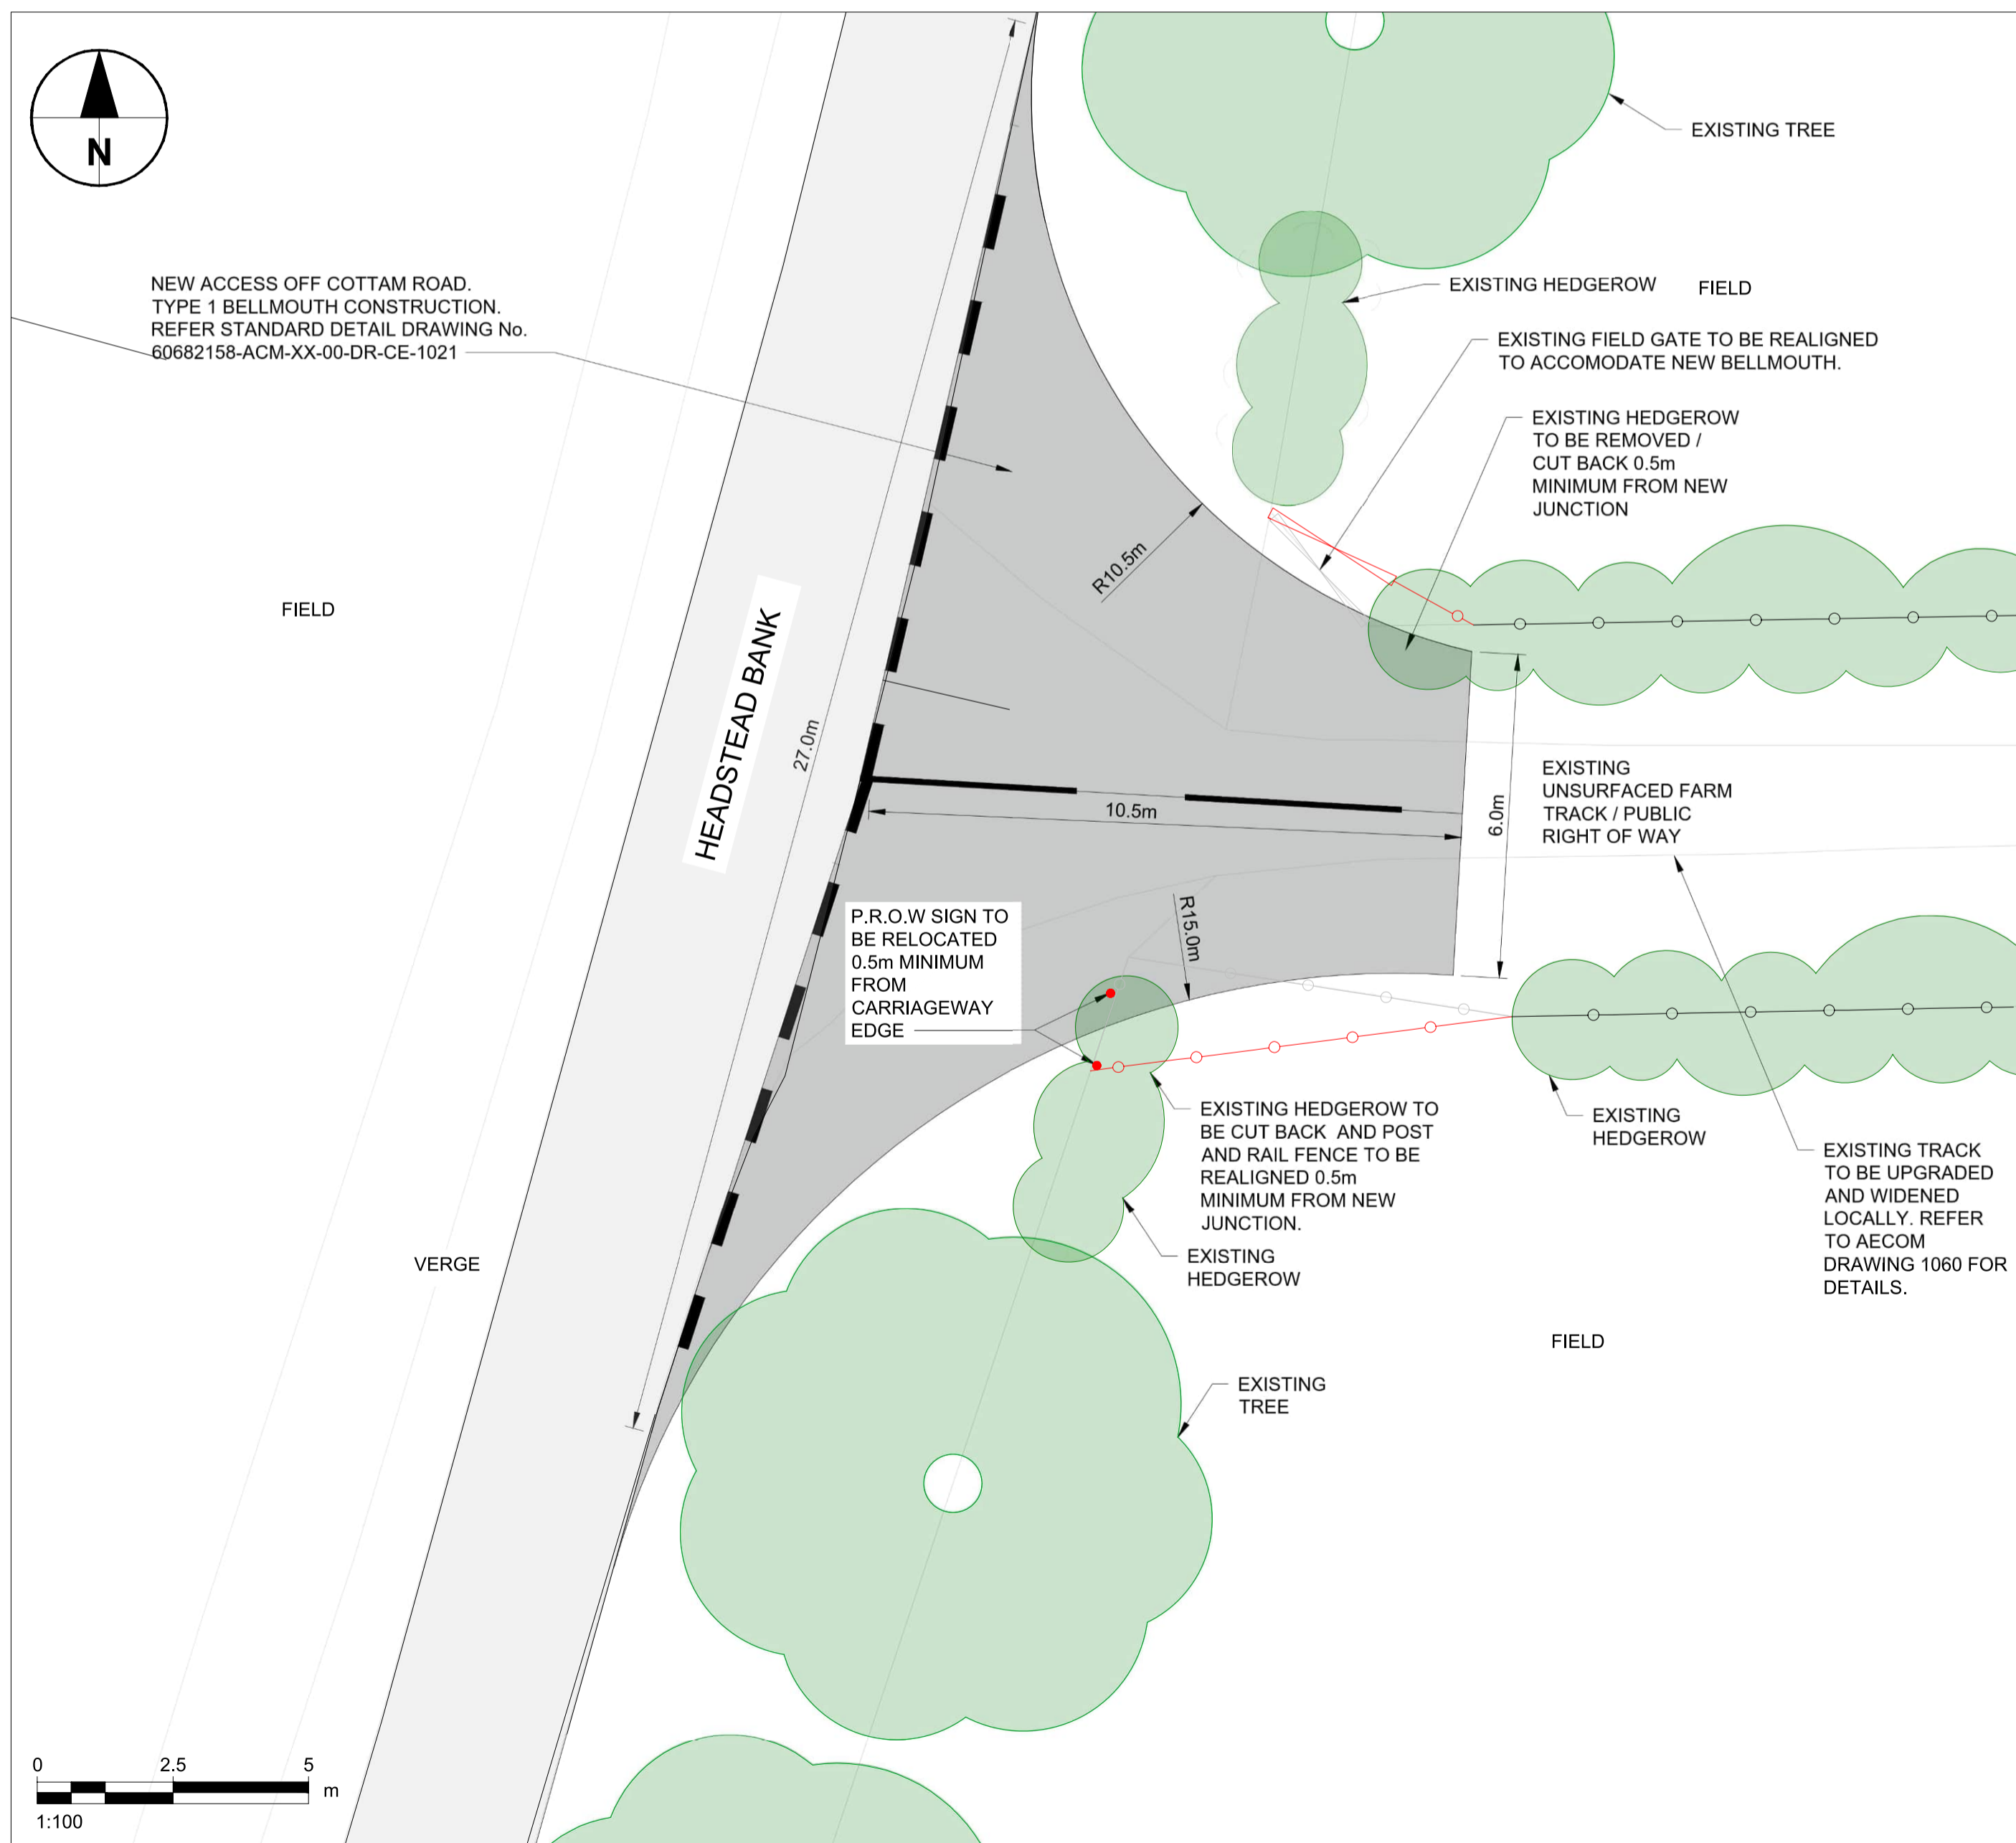 N
EXISTING TREE
NEW ACCESS OFF COTTAM ROAD.
TYPE 1 BELLMOUTH CONSTRUCTION.
REFER STANDARD DETAIL DRAWING No.
60682158-ACM-XX-00-DR-CE-1021
EXISTING HEDGEROW
FIELD
EXISTING FIELD GATE TO BE REALIGNED
TO ACCOMODATE NEW BELLMOUTH.
EXISTING HEDGEROW
TO BE REMOVED /
CUT BACK 0.5m
MINIMUM FROM NEW
JUNCTION
R10.5m
FIELD
HEADSTEAD BANK
27.0m
10.5m
6.0m
EXISTING
UNSURFACED FARM
TRACK / PUBLIC
RIGHT OF WAY
P.R.O.W SIGN TO
BE RELOCATED
0.5m MINIMUM
FROM
CARRIAGEWAY
EDGE
R15.0m
EXISTING HEDGEROW TO
BE CUT BACK AND POST
AND RAIL FENCE TO BE
REALIGNED 0.5m
MINIMUM FROM NEW
JUNCTION.
EXISTING
HEDGEROW
EXISTING TRACK
TO BE UPGRADED
AND WIDENED
LOCALLY. REFER
TO AECOM
DRAWING 1060 FOR
DETAILS.
VERGE
EXISTING
HEDGEROW
FIELD
EXISTING
TREE
0 2.5 5
m
1:100